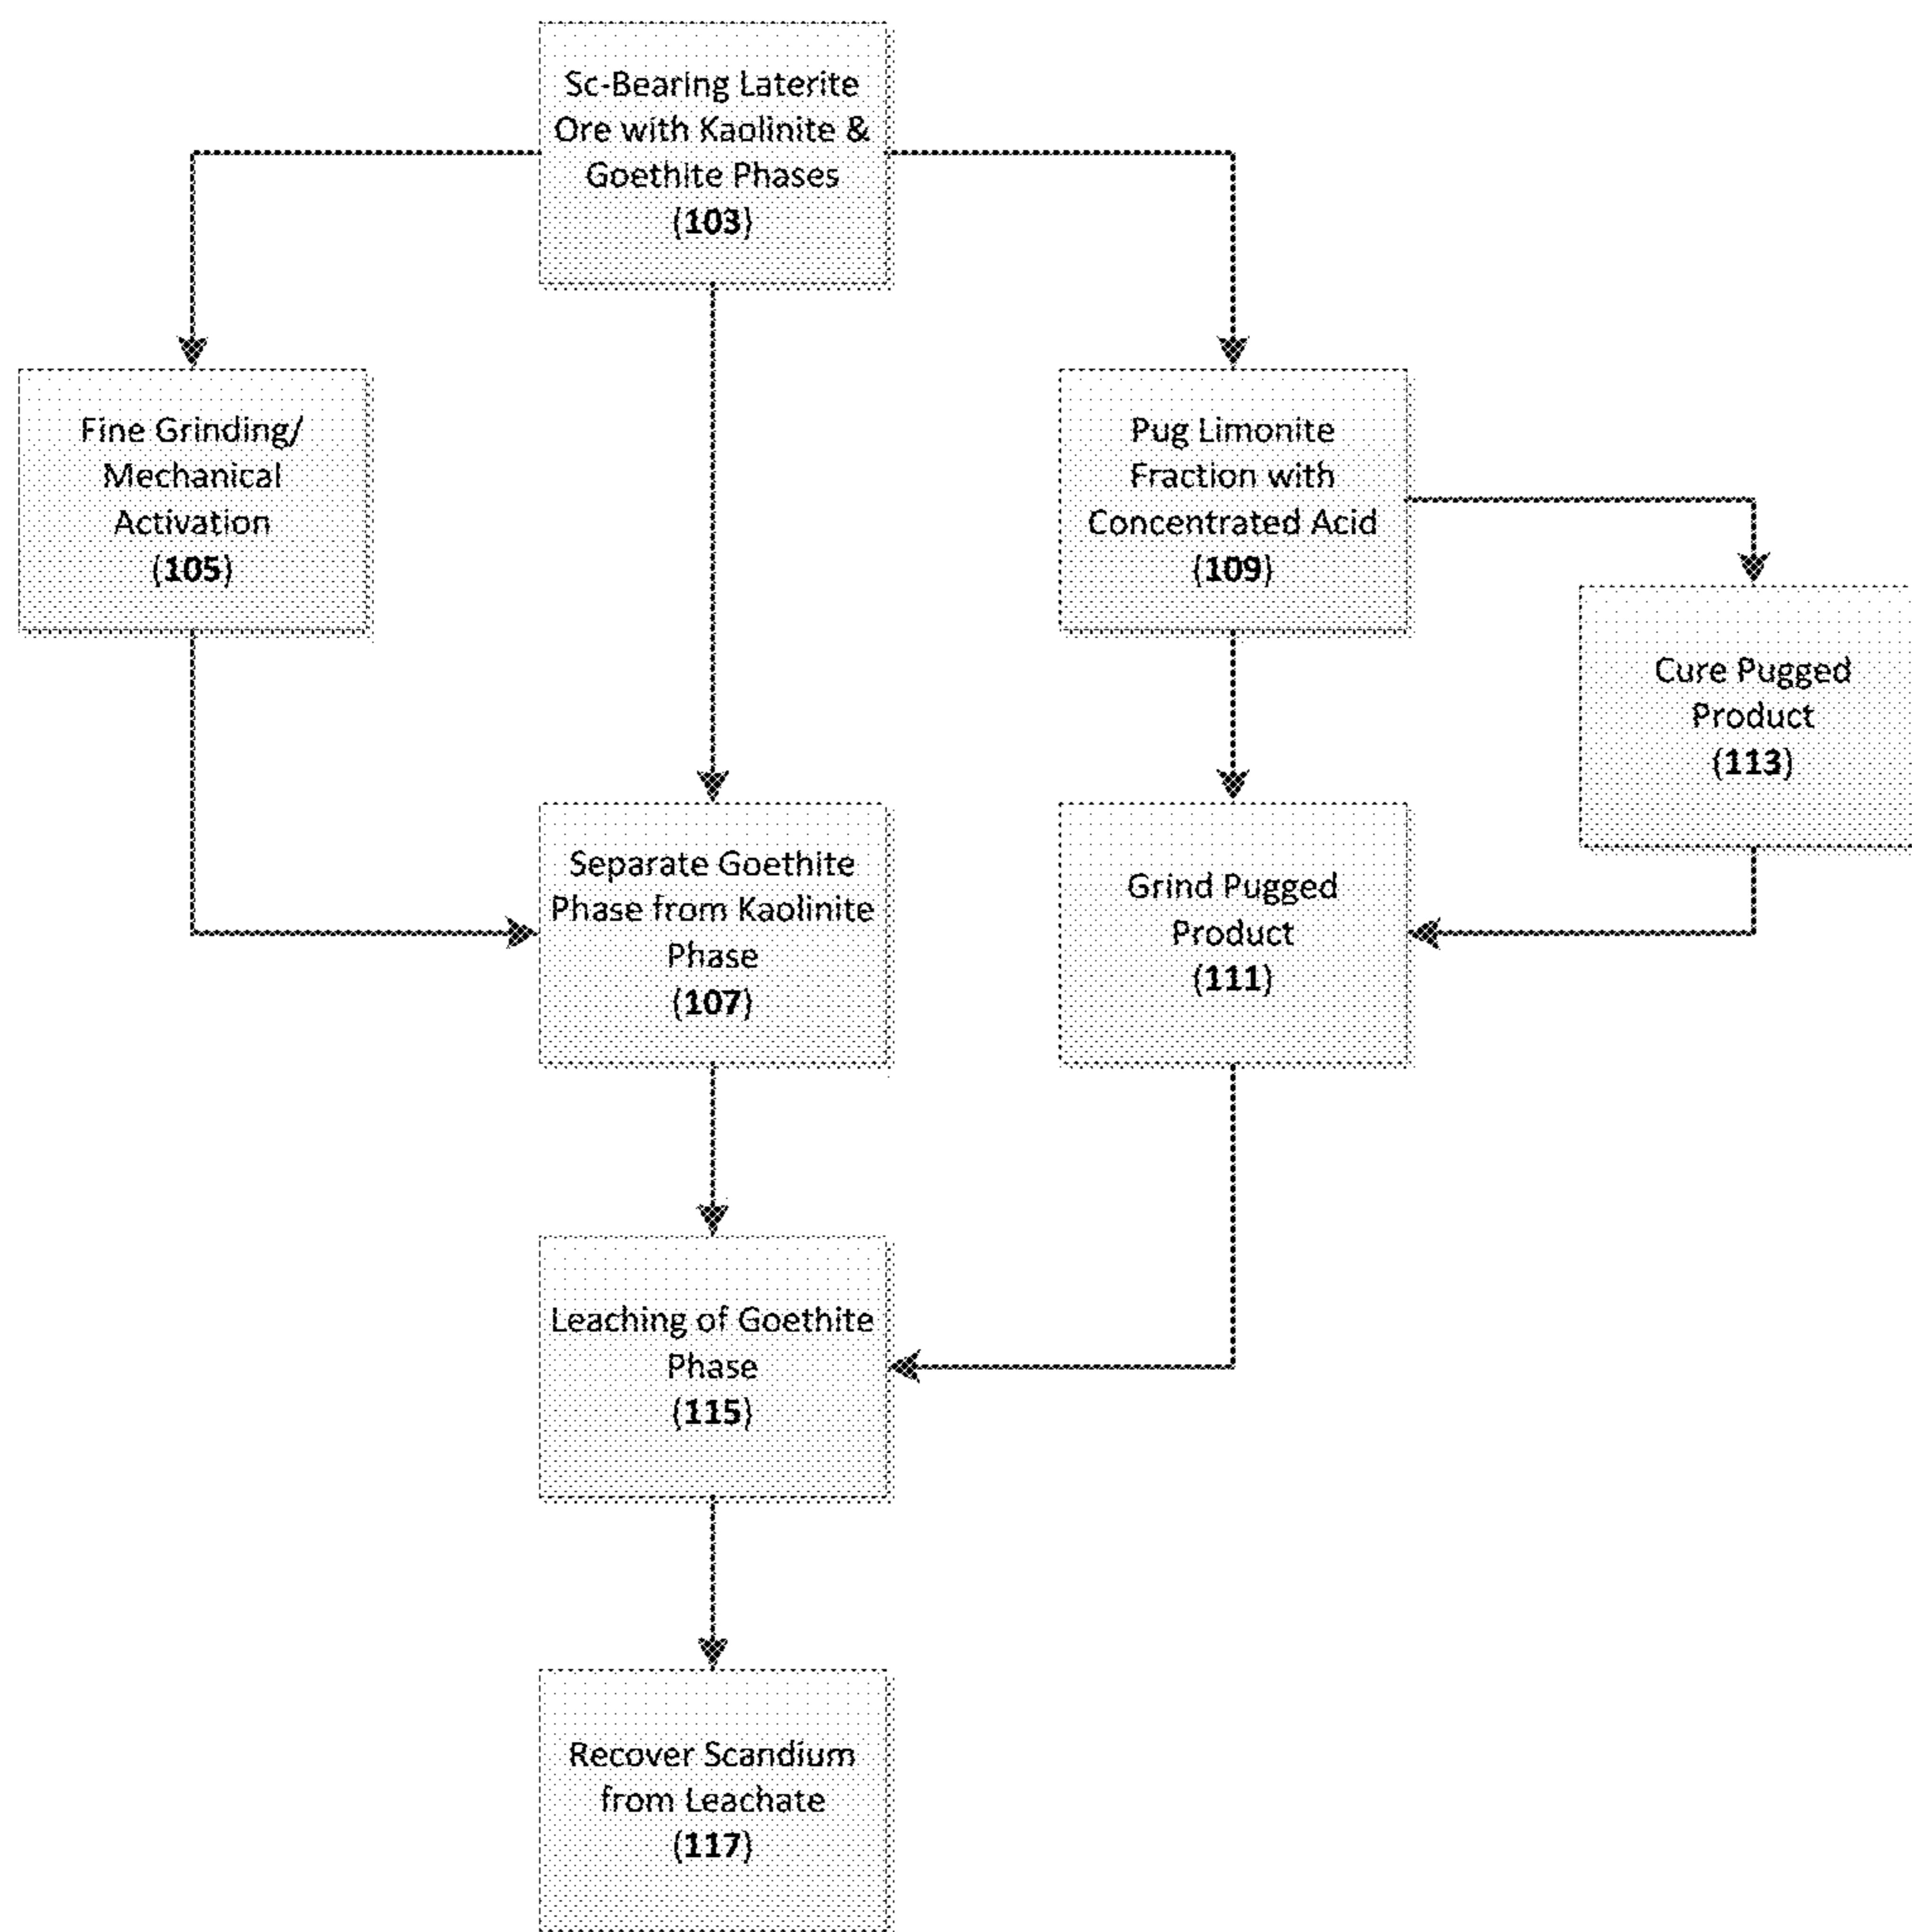 Sc-Bearing Laterite
Ore with Kaolinite &
Goethite Phases
(103)
Fine Grinding/
Mechanical
Activation
(105)
Pug Limonite
Fraction with
Concentrated Acid
(109)
Cure Pugged
Product
(113)
Separate Goethite
Phase from Kaolinite
Phase
(107)
Grind Pugged
Product
(111)
Leaching of Goethite
Phase
(115)
Recover Scandium
from Leachate
(117)